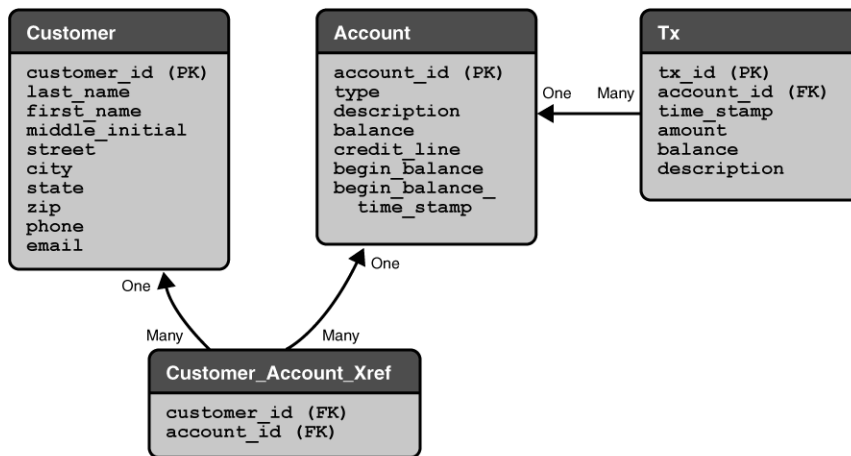 Customer
customer_id (PK)
last_name
first_name
middle_initial
street
city
state
zip
phone
email
Account
account_id (PK)
type
description
balance
credit_line
begin_balance
begin_balance_
time_stamp
Tx
tx_id (PK)
account_id (FK)
time_stamp
amount
balance
description
One
Many
One
One
Many
Many
Customer_Account_Xref
customer_id (FK)
account_id (FK)